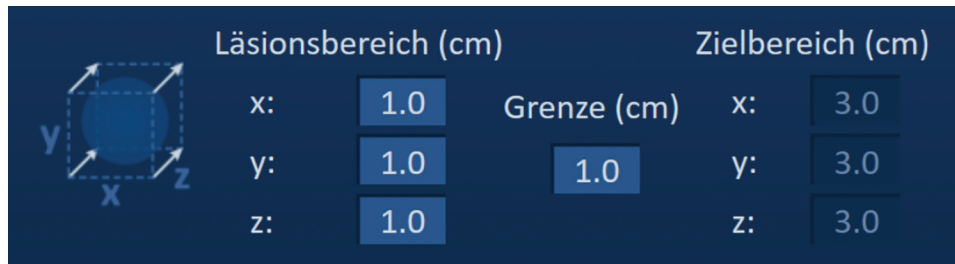 Läsionsbereich (cm)
Zielbereich (cm)
x: 1.0
Grenze (cm)
x: 3.0
y: 1.0
1.0
y: 3.0
z: 1.0
z: 3.0
y
x
z